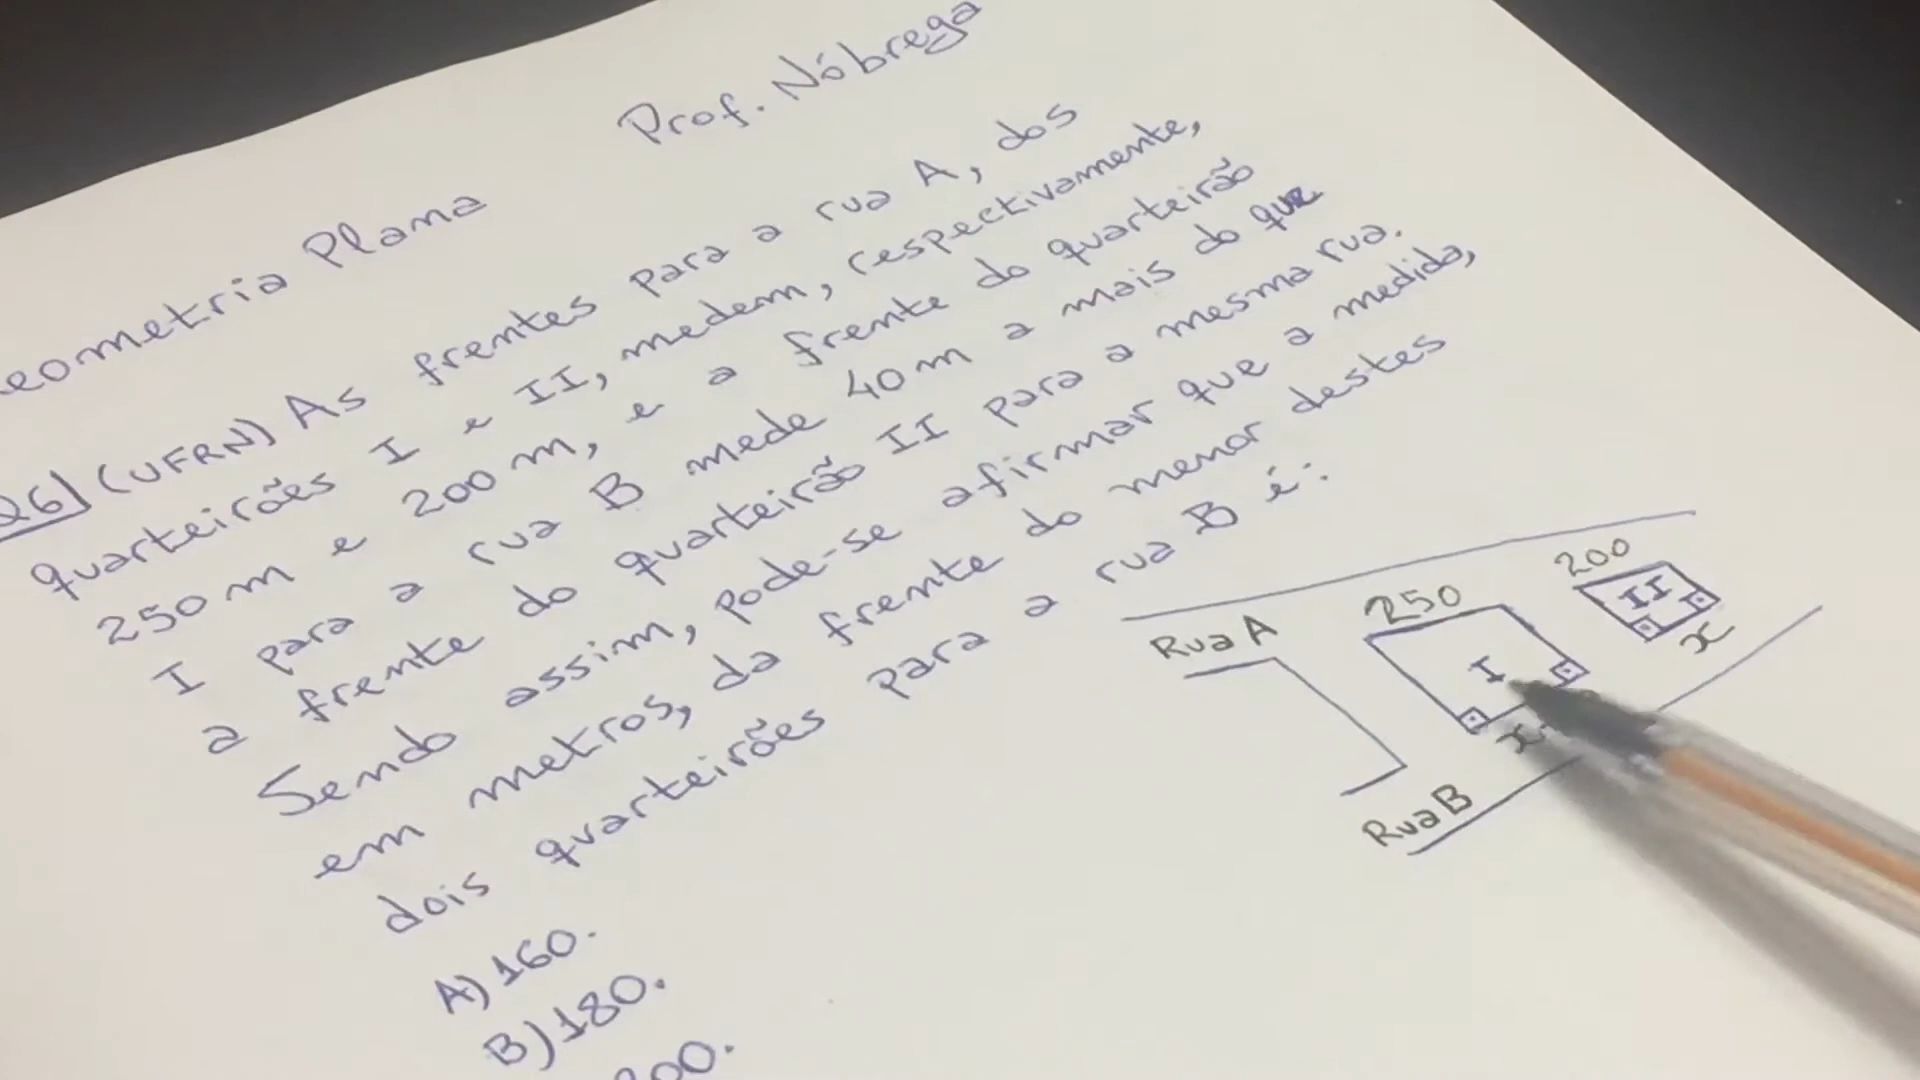 Prof. Nóbrega
eometria Plana
26) (UFRN) As frentes para a rua A, dos
quarteirões I e II, medem, respectivamente,
250 m e 200 m, e a frente do quarteirão
I para a rua B mede 40 m a mais do que
a frente do quarteirão II para a mesma rua.
Sendo assim, pode-se afirmar que a medida,
em metros, da frente do menor destes
dois quarteirões para a rua B é:
A) 160.
B) 180.
200.
Rua A
250
200
I
II
x
x
Rua B